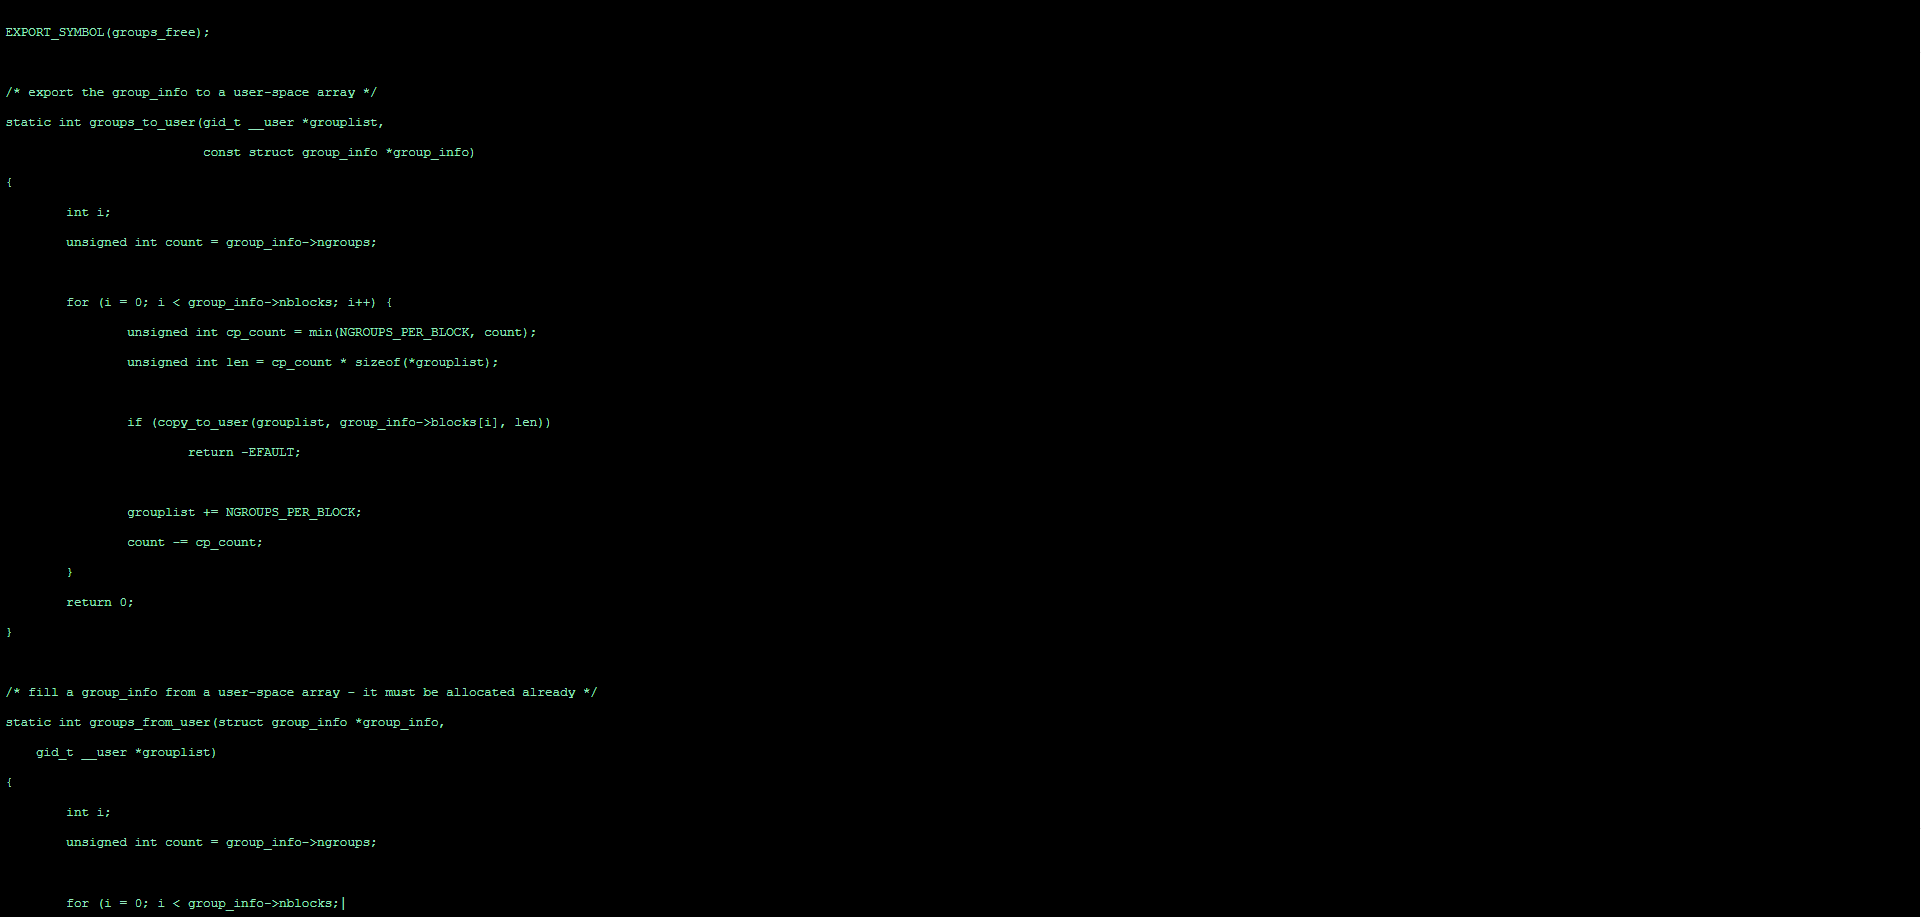 EXPORT_SYMBOL(groups_free);
/* export the group_info to a user-space array */
static int groups_to_user(gid_t __user *grouplist,
                          const struct group_info *group_info)
{
        int i;
        unsigned int count = group_info->ngroups;
        for (i = 0; i < group_info->nblocks; i++) {
                unsigned int cp_count = min(NGROUPS_PER_BLOCK, count);
                unsigned int len = cp_count * sizeof(*grouplist);
                if (copy_to_user(grouplist, group_info->blocks[i], len))
                        return -EFAULT;
                grouplist += NGROUPS_PER_BLOCK;
                count -= cp_count;
        }
        return 0;
}
/* fill a group_info from a user-space array - it must be allocated already */
static int groups_from_user(struct group_info *group_info,
    gid_t __user *grouplist)
{
        int i;
        unsigned int count = group_info->ngroups;
        for (i = 0; i < group_info->nblocks;|